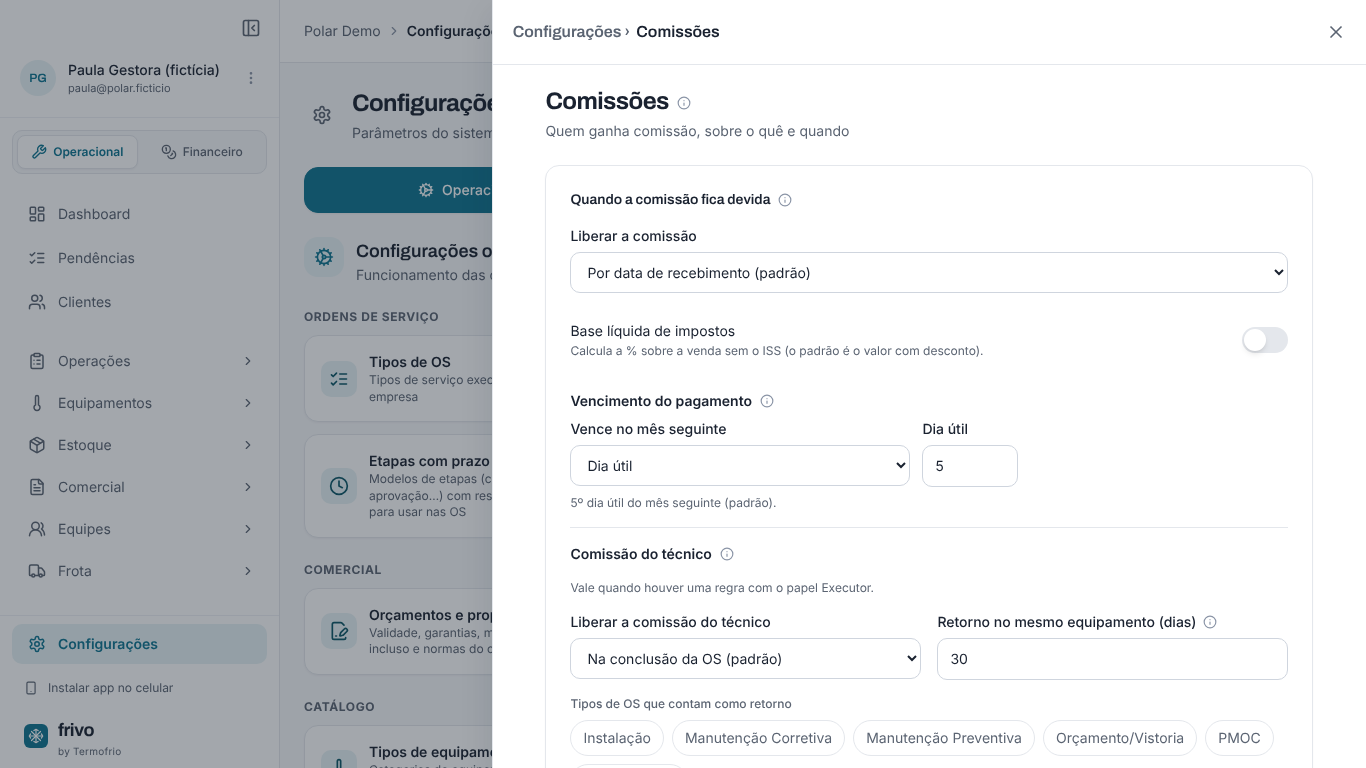 PG
Paula Gestora (fictícia)
paula@polar.ficticio
Operacional
Financeiro
Dashboard
Pendências
Clientes
Operações
Equipamentos
Estoque
Comercial
Equipes
Frota
Configurações
Instalar app no celular
frivo
by Termofrio
Polar Demo
Configuraçõ
Parâmetros do sistem
Operac
Configurações o
Funcionamento das
ORDENS DE SERVIÇO
Tipos de OS
Tipos de serviço exec
empresa
Etapas com prazo
Modelos de etapas (c
aprovação...) com res
para usar nas OS
COMERCIAL
Orçamentos e prop
Validade, garantias, m
incluso e normas do c
CATÁLOGO
Tipos de equipam
Configurações › Comissões
Comissões
Quem ganha comissão, sobre o quê e quando
Quando a comissão fica devida
Liberar a comissão
Por data de recebimento (padrão)
Base líquida de impostos
Calcula a % sobre a venda sem o ISS (o padrão é o valor com desconto).
Vencimento do pagamento
Vence no mês seguinte
Dia útil
Dia útil
5
5º dia útil do mês seguinte (padrão).
Comissão do técnico
Vale quando houver uma regra com o papel Executor.
Liberar a comissão do técnico
Retorno no mesmo equipamento (dias)
Na conclusão da OS (padrão)
30
Tipos de OS que contam como retorno
Instalação
Manutenção Corretiva
Manutenção Preventiva
Orçamento/Vistoria
PMOC